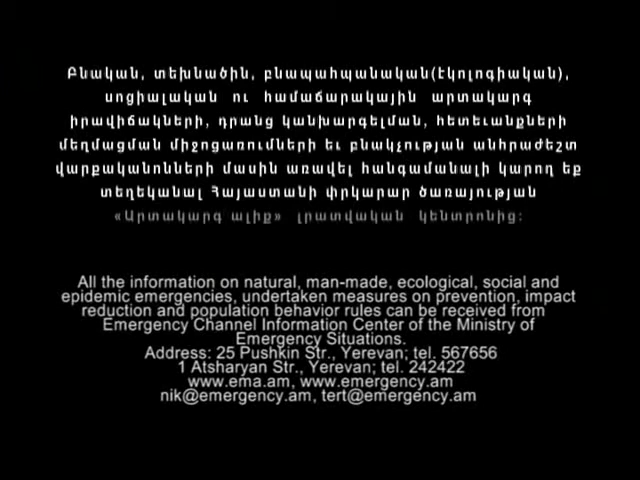 Բնական, տեխնածին, բնապահպանական(էկոլոգիական),
սոցիալական ու համաճարակային արտակարգ
իրավիճակների, դրանց կանխարգելման, հետեւանքների
մեղմացման միջոցառումների եւ բնակչության անհրաժեշտ
վարքականոնների մասին առավել հանգամանալի կարող եք
տեղեկանալ Հայաստանի փրկարար ծառայության
«Արտակարգ ալիք» լրատվական կենտրոնից:
All the information on natural, man-made, ecological, social and
epidemic emergencies, undertaken measures on prevention, impact
reduction and population behavior rules can be received from
Emergency Channel Information Center of the Ministry of
Emergency Situations.
Address: 25 Pushkin Str., Yerevan; tel. 567656
1 Atsharyan Str., Yerevan; tel. 242422
www.ema.am, www.emergency.am
nik@emergency.am, tert@emergency.am